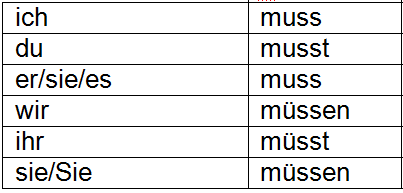 ich muss
du musst
er/sie/es muss
wir müssen
ihr müsst
sie/Sie müssen